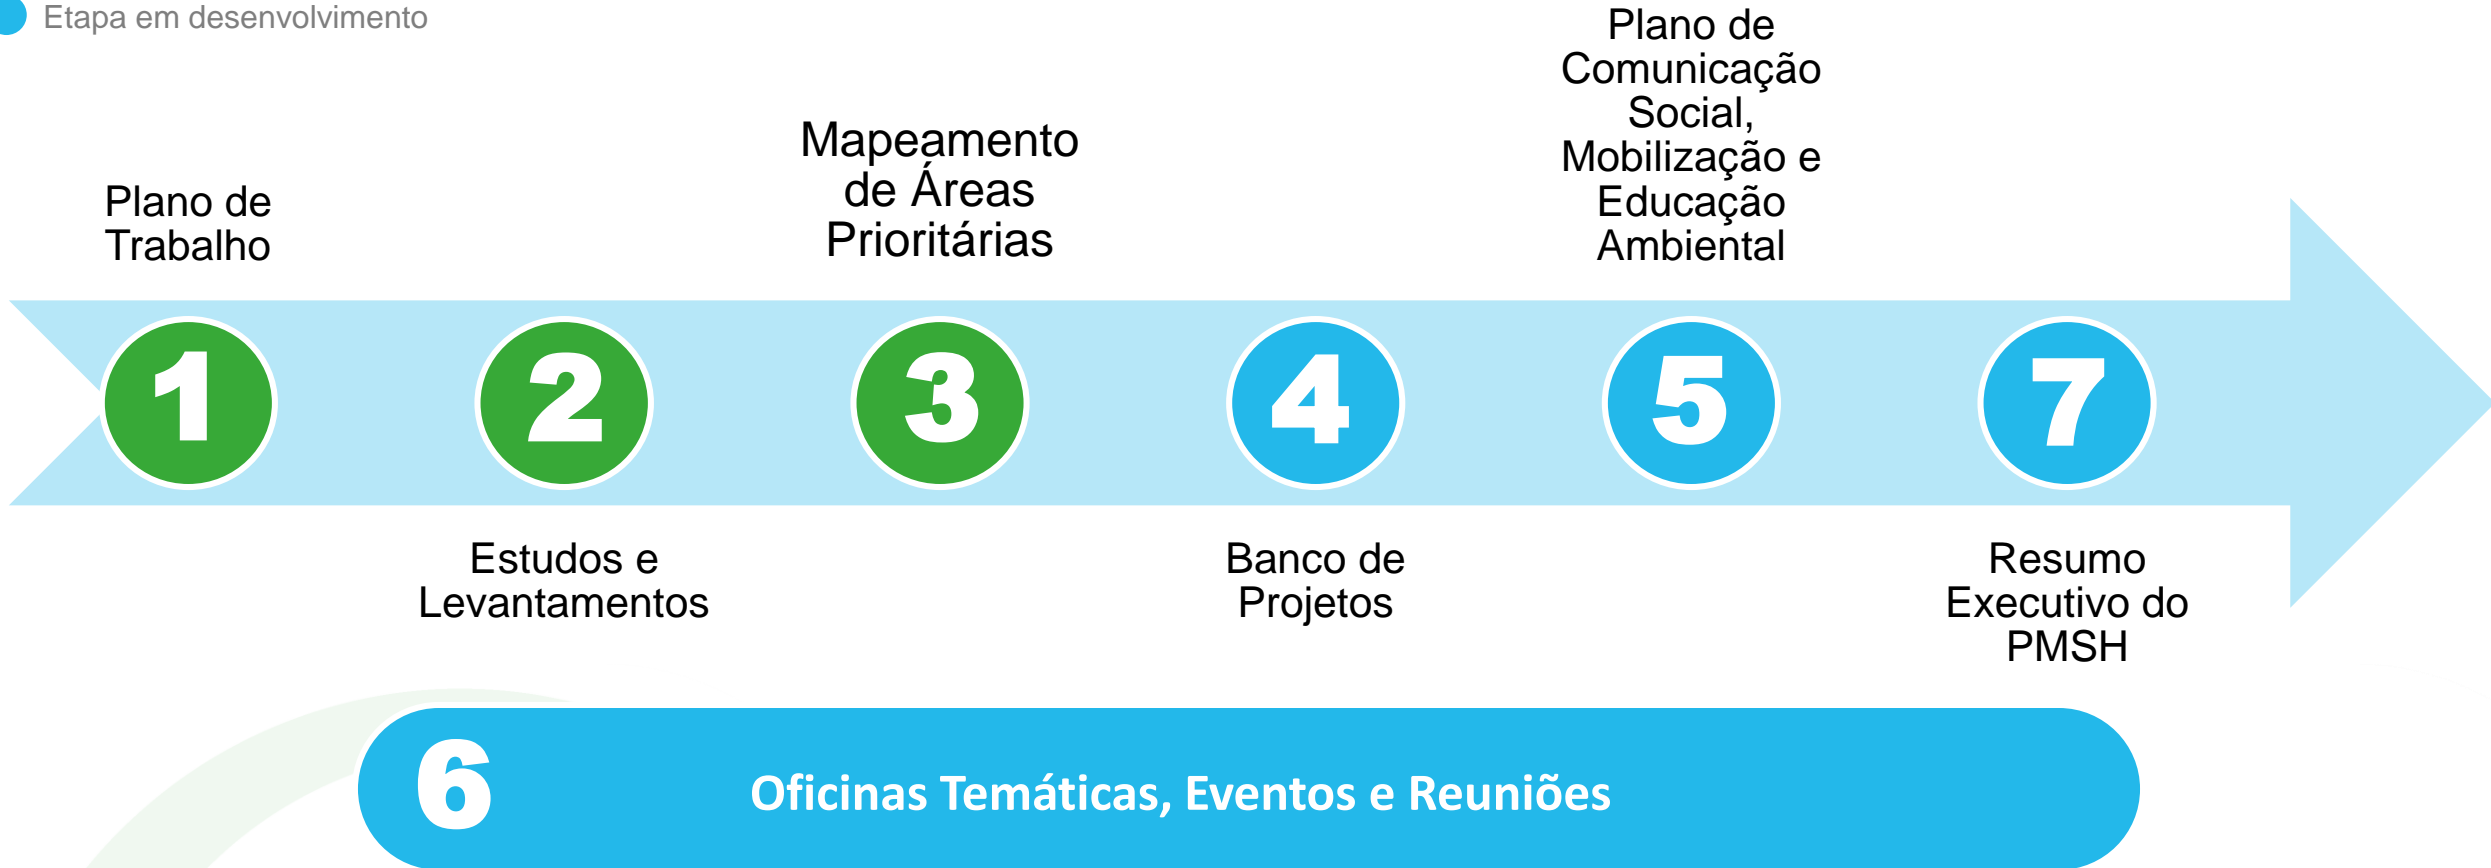 Etapa em desenvolvimento
Plano de
Trabalho
Mapeamento
de Áreas
Prioritárias
Plano de
Comunicação
Social,
Mobilização e
Educação
Ambiental
1
2
3
4
5
7
Estudos e
Levantamentos
Banco de
Projetos
Resumo
Executivo do
PMSH
6
Oficinas Temáticas, Eventos e Reuniões